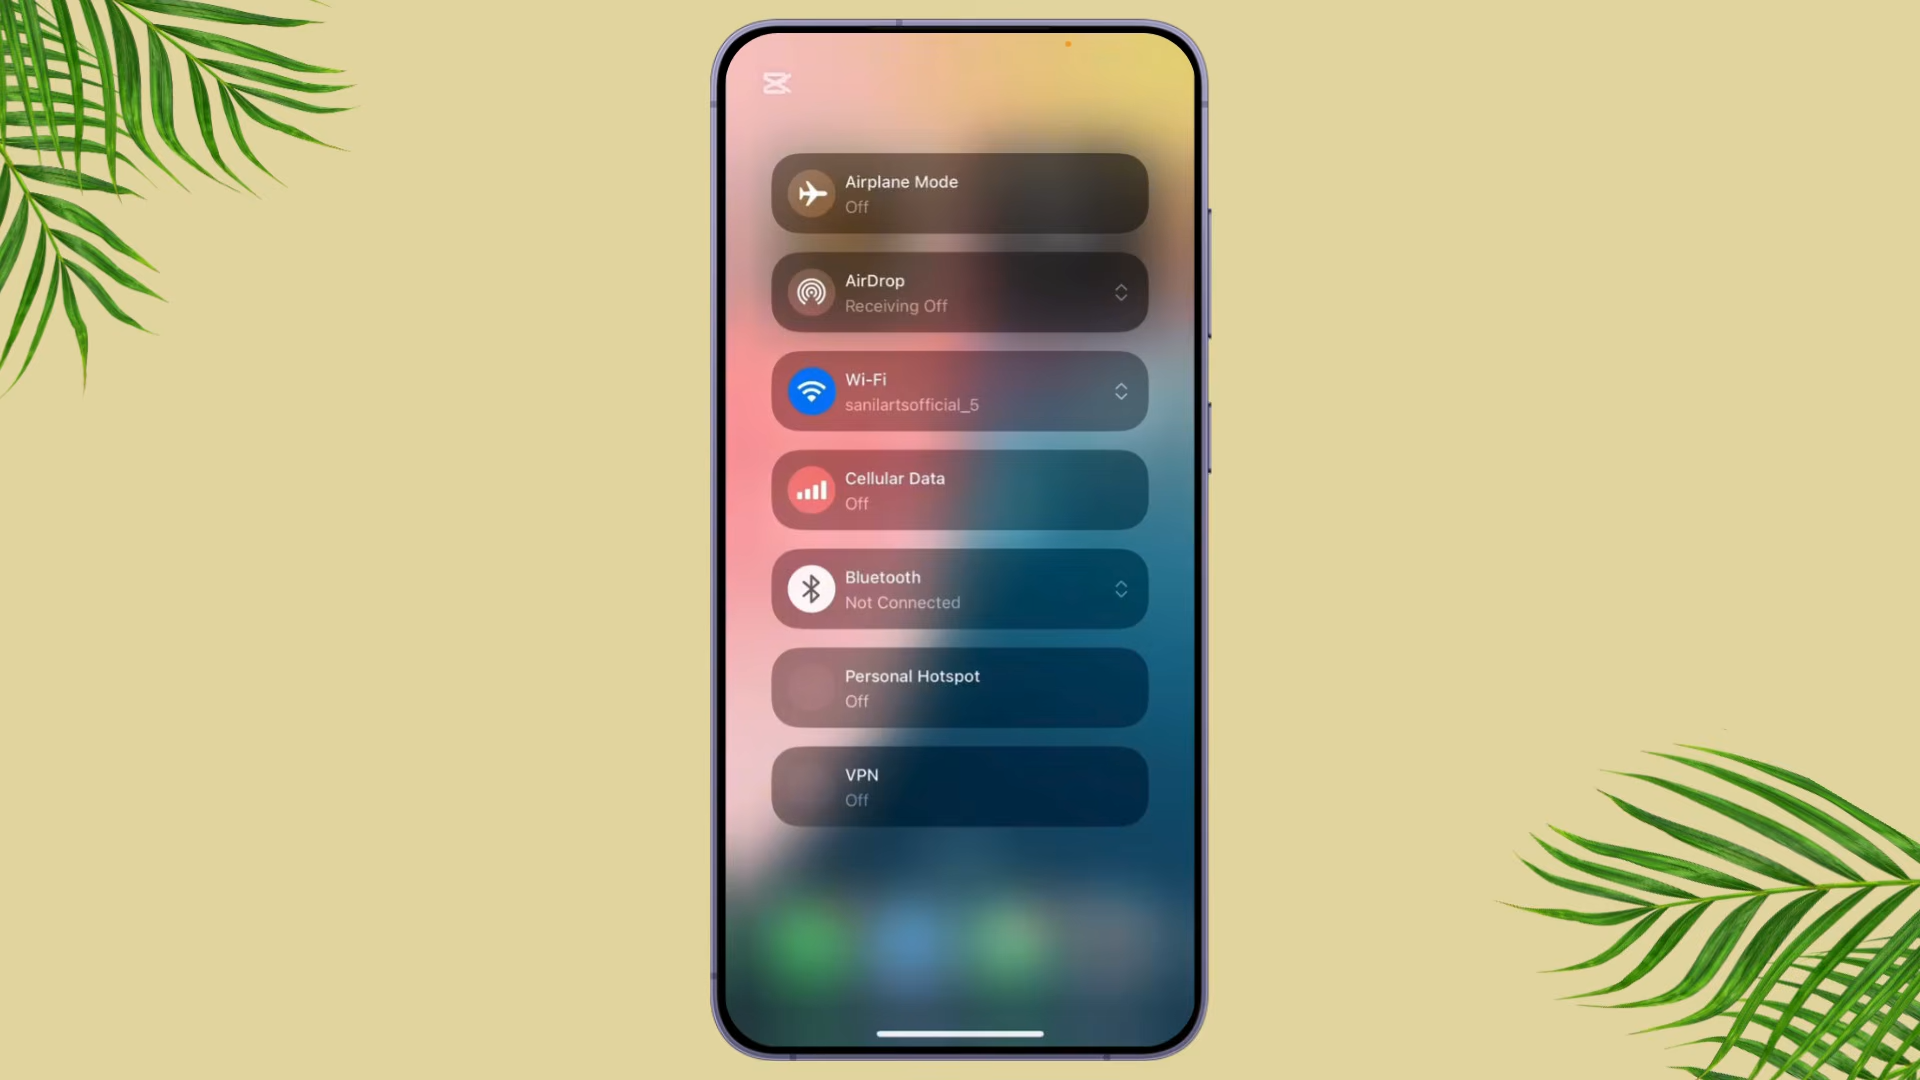 Airplane Mode
Off
AirDrop
Receiving Off
Wi-Fi
sanilartsofficial_5
Cellular Data
Off
Bluetooth
Not Connected
Personal Hotspot
Off
VPN
Off